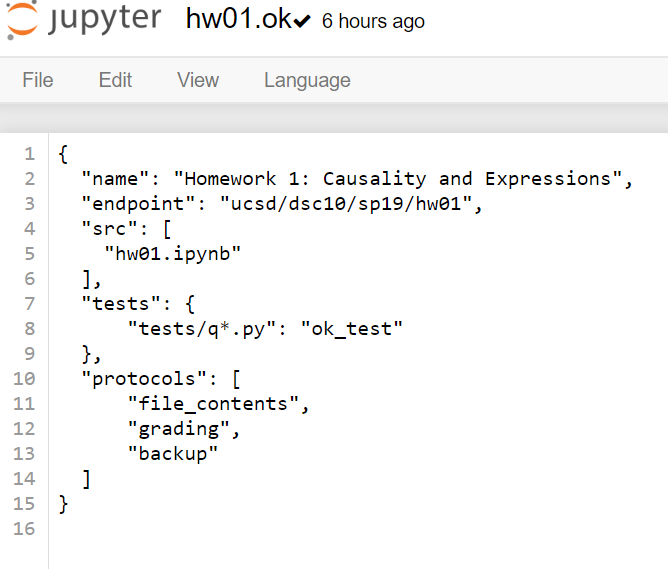 jupyter hw01.ok✔ 6 hours ago
File Edit View Language
1 {
2   "name": "Homework 1: Causality and Expressions",
3   "endpoint": "ucsd/dsc10/sp19/hw01",
4   "src": [
5     "hw01.ipynb"
6   ],
7   "tests": {
8       "tests/q*.py": "ok_test"
9   },
10   "protocols": [
11       "file_contents",
12       "grading",
13       "backup"
14   ]
15 }
16